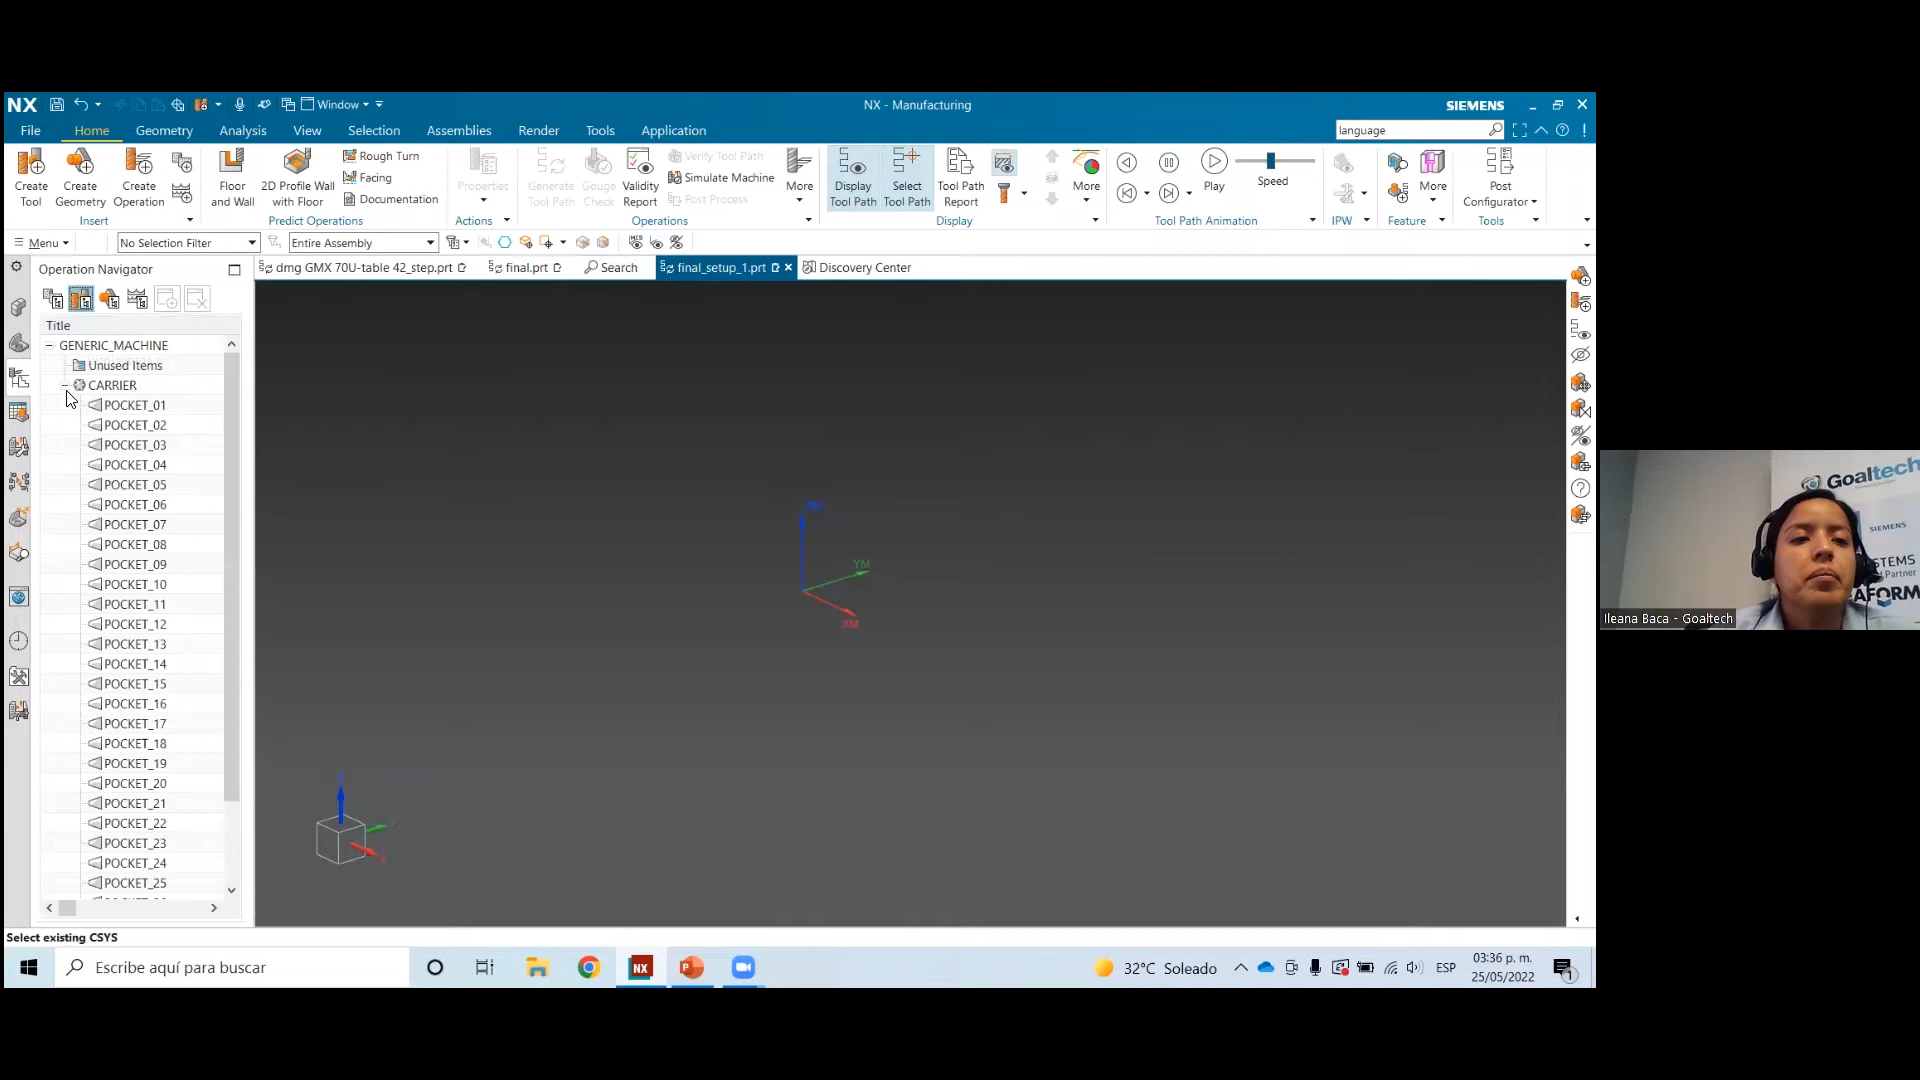 NX Window NX - Manufacturing SIEMENS
File Home Geometry Analysis View Selection Assemblies Render Tools Application language
Create Tool
Create Geometry
Create Operation
Insert
Floor and Wall
2D Profile Wall with Floor
Rough Turn
Facing
Documentation
Predict Operations
Properties
Actions
Generate Tool Path
Gouge Check
Validity Report
Verify Tool Path
Simulate Machine
Post Process
More
Operations
Display Tool Path
Select Tool Path
Tool Path Report
More
Display
Play
Speed
Tool Path Animation
IPW
More
Feature
Post Configurator
Tools
Menu No Selection Filter Entire Assembly
Operation Navigator
dmg GMX 70U-table 42_step.prt final.prt Search final_setup_1.prt Discovery Center
Title
GENERIC_MACHINE
Unused Items
CARRIER
POCKET_01
POCKET_02
POCKET_03
POCKET_04
POCKET_05
POCKET_06
POCKET_07
POCKET_08
POCKET_09
POCKET_10
POCKET_11
POCKET_12
POCKET_13
POCKET_14
POCKET_15
POCKET_16
POCKET_17
POCKET_18
POCKET_19
POCKET_20
POCKET_21
POCKET_22
POCKET_23
POCKET_24
POCKET_25
YM
XM
Select existing CSYS
Escribe aquí para buscar
32°C Soleado
ESP
03:36 p. m.
25/05/2022
1
Goaltech
SIEMENS
STEMS
Partner
AFORM
Ileana Baca - Goaltech